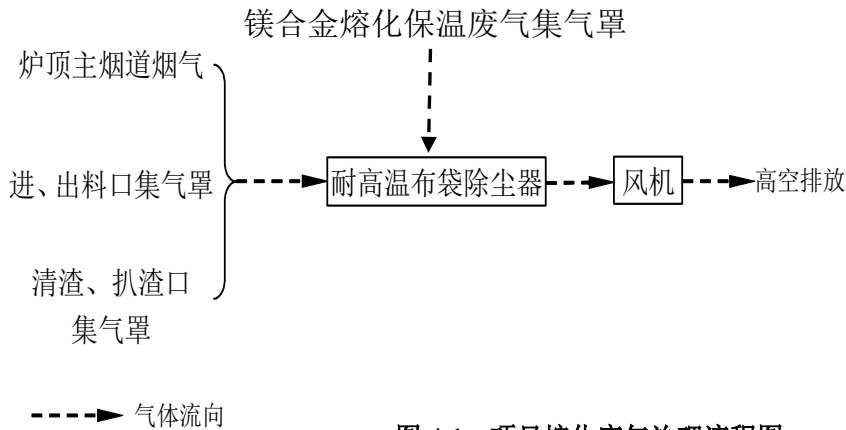 镁合金熔化保温废气集气罩
炉顶主烟道烟气
进、出料口集气罩
耐高温布袋除尘器
风机
高空排放
清渣、扒渣口
集气罩
气体流向